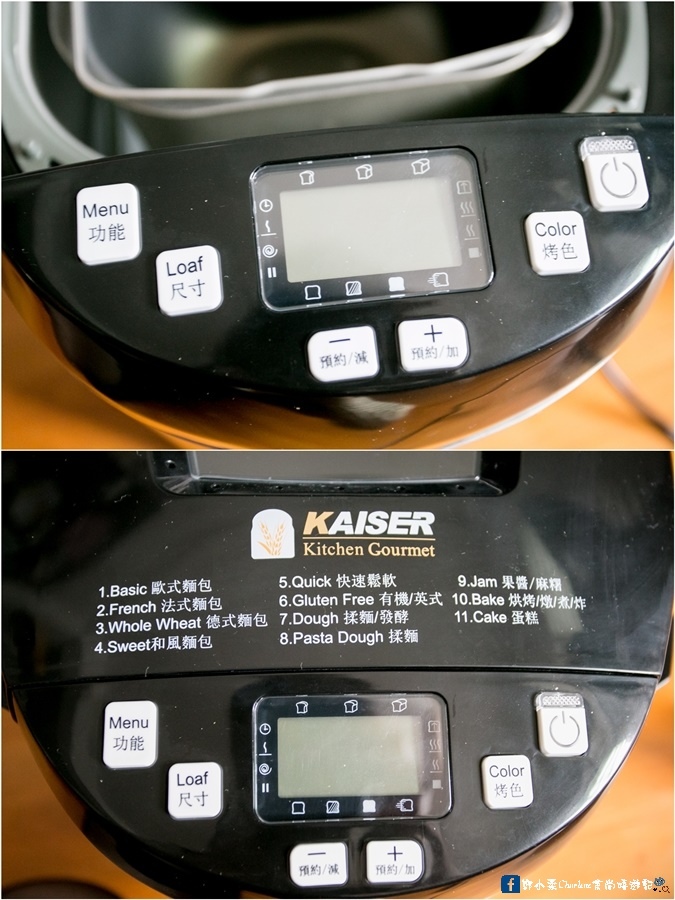 Menu
功能
Loaf
尺寸
Color
烤色
預約/減
預約/加
KAISER
Kitchen Gourmet
1.Basic 歐式麵包
2.French 法式麵包
3.Whole Wheat 德式麵包
4.Sweet和風麵包
5.Quick 快速鬆軟
6.Gluten Free 有機/英式
7.Dough 揉麵/發酵
8.Pasta Dough 揉麵
9.Jam 果醬/麻糬
10.Bake 烘烤/燉/煮/炸
11.Cake 蛋糕
Menu
功能
Loaf
尺寸
Color
烤色
預約/減
預約/加